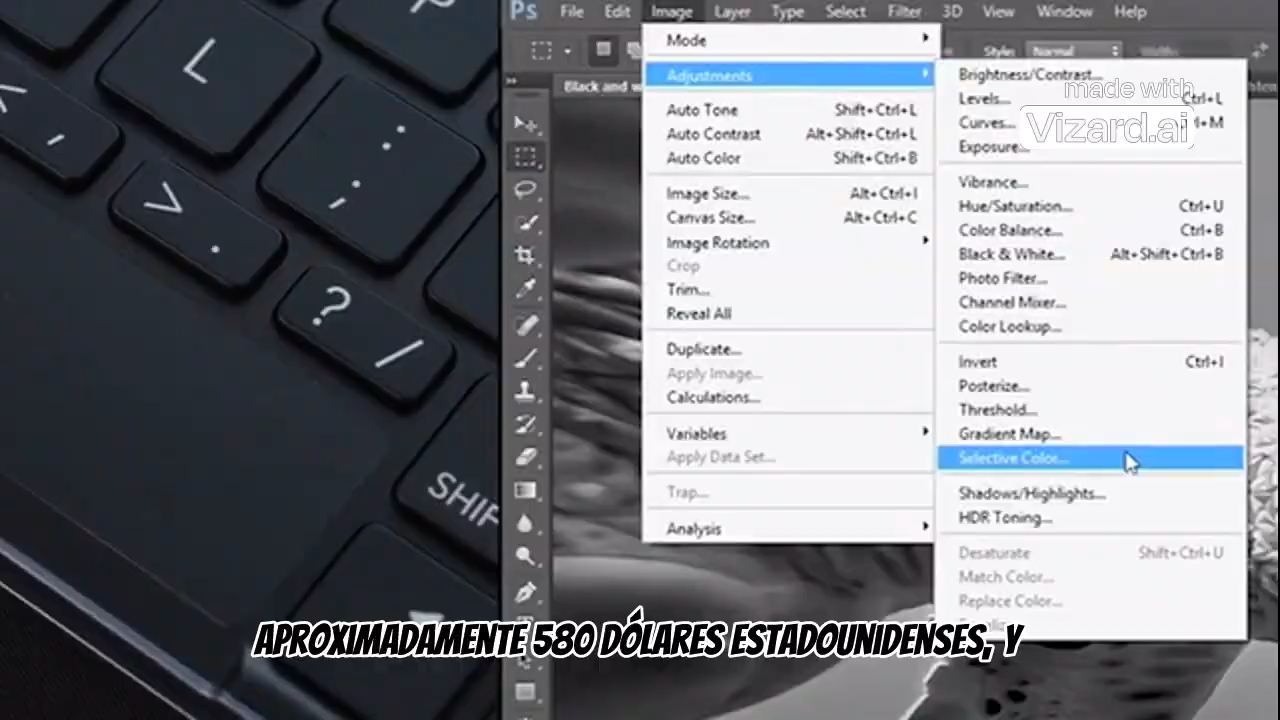 L
<
,
>
.
:
;
?
/
SHIF
Ps File Edit Image Layer Type Select Filter 3D View Window Help
Style: Normal
Black and w
Mode
Adjustments
Auto Tone Shift+Ctrl+L
Auto Contrast Alt+Shift+Ctrl+L
Auto Color Shift+Ctrl+B
Image Size... Alt+Ctrl+I
Canvas Size... Alt+Ctrl+C
Image Rotation
Crop
Trim...
Reveal All
Duplicate...
Apply Image...
Calculations...
Variables
Apply Data Set...
Trap...
Analysis
Brightness/Contrast...
Levels... Ctrl+L
Curves... +M
Exposure...
Vibrance...
Hue/Saturation... Ctrl+U
Color Balance... Ctrl+B
Black & White... Alt+Shift+Ctrl+B
Photo Filter...
Channel Mixer...
Color Lookup...
Invert Ctrl+I
Posterize...
Threshold...
Gradient Map...
Selective Color...
Shadows/Highlights...
HDR Toning...
Desaturate Shift+Ctrl+U
Match Color...
Replace Color...
made with
Vizard.ai
APROXIMADAMENTE 580 DÓLARES ESTADOUNIDENSES, Y